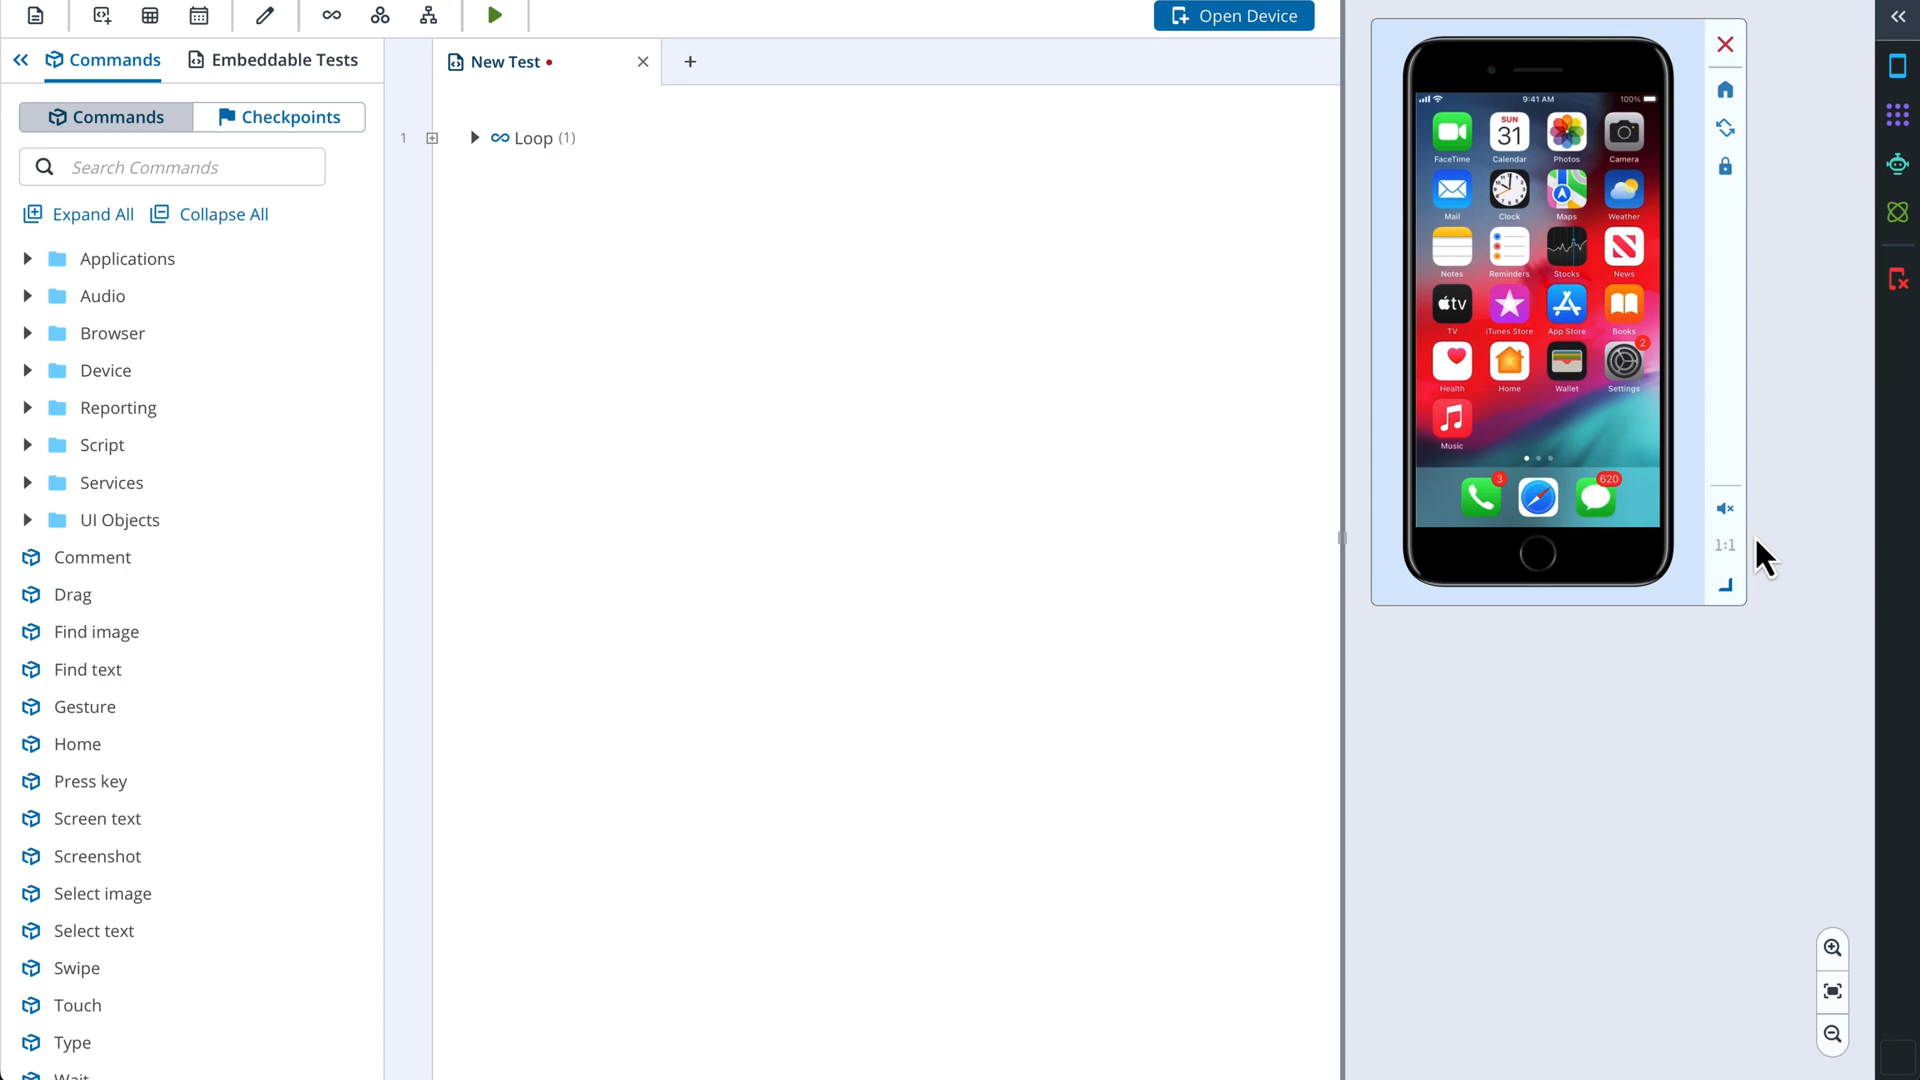 Open Device
Commands
Embeddable Tests
New Test
Commands
Checkpoints
1
Loop (1)
Search Commands
Expand All
Collapse All
Applications
Audio
Browser
Device
Reporting
Script
Services
UI Objects
Comment
Drag
Find image
Find text
Gesture
Home
Press key
Screen text
Screenshot
Select image
Select text
Swipe
Touch
Type
Wait
9:41 AM
100%
SUN
31
FaceTime
Calendar
Photos
Camera
Mail
Clock
Maps
Weather
Notes
Reminders
Stocks
News
tv
2
TV
iTunes Store
App Store
Books
Health
Home
Wallet
Settings
Music
3
620
1:1